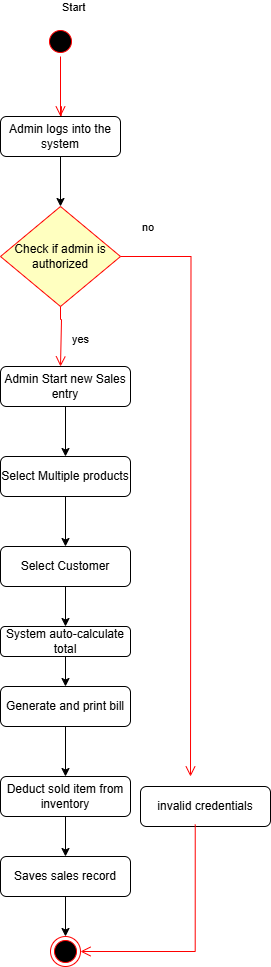 Start
Admin logs into the
system
no
Check if admin is
authorized
yes
Admin Start new Sales
entry
Select Multiple products
Select Customer
System auto-calculate
total
Generate and print bill
Deduct sold item from
inventory
invalid credentials
Saves sales record